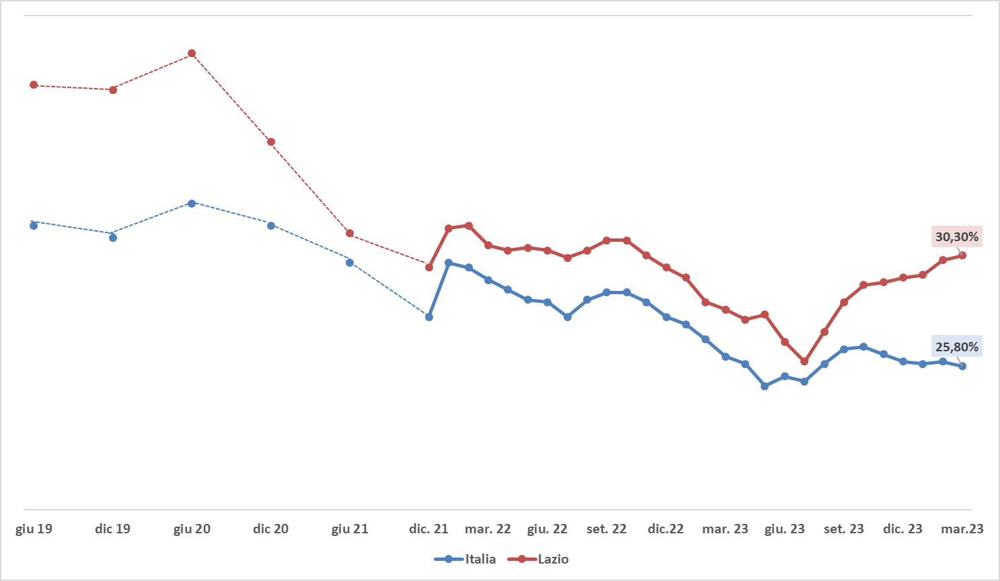 30,30%
25,80%
giu 19 dic 19 giu 20 dic 20 giu 21 dic. 21 mar. 22 giu. 22 set. 22 dic.22 mar. 23 giu. 23 set. 23 dic. 23 mar.23
Italia Lazio